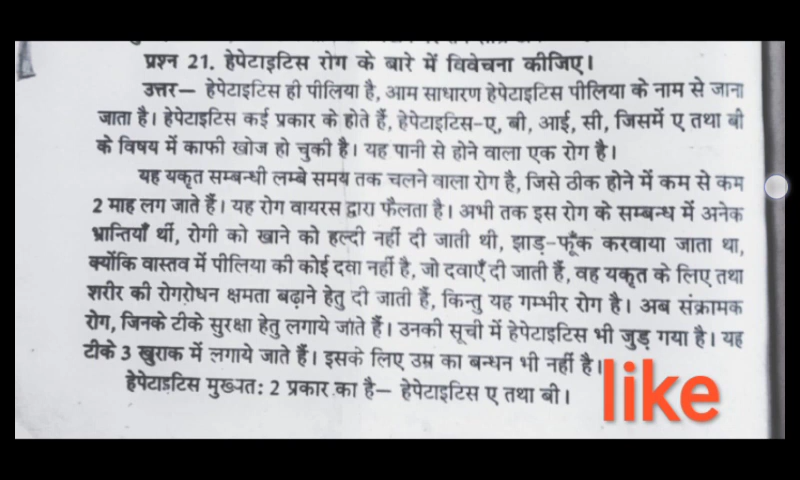 प्रश्न 21. हेपेटाइटिस रोग के बारे में विवेचना कीजिए।
उत्तर— हेपेटाइटिस ही पीलिया है, आम साधारण हेपेटाइटिस पीलिया के नाम से जाना
जाता है। हेपेटाइटिस कई प्रकार के होते हैं, हेपेटाइटिस-ए, बी, आई, सी, जिसमें ए तथा बी
के विषय में काफी खोज हो चुकी है। यह पानी से होने वाला एक रोग है।
यह यकृत सम्बन्धी लम्बे समय तक चलने वाला रोग है, जिसे ठीक होने में कम से कम
2 माह लग जाते हैं। यह रोग वायरस द्वारा फैलता है। अभी तक इस रोग के सम्बन्ध में अनेक
भ्रान्तियाँ थीं, रोगी को खाने को हल्दी नहीं दी जाती थी, झाड़-फूँक करवाया जाता था,
क्योंकि वास्तव में पीलिया की कोई दवा नहीं है, जो दवाएँ दी जाती हैं, वह यकृत के लिए तथा
शरीर की रोगरोधन क्षमता बढ़ाने हेतु दी जाती हैं, किन्तु यह गम्भीर रोग है। अब संक्रामक
रोग, जिनके टीके सुरक्षा हेतु लगाये जाते हैं। उनकी सूची में हेपेटाइटिस भी जुड़ गया है। यह
टीके 3 खुराक में लगाये जाते हैं। इसके लिए उम्र का बन्धन भी नहीं है।
हेपेटाइटिस मुख्यत: 2 प्रकार का है— हेपेटाइटिस ए तथा बी।
like